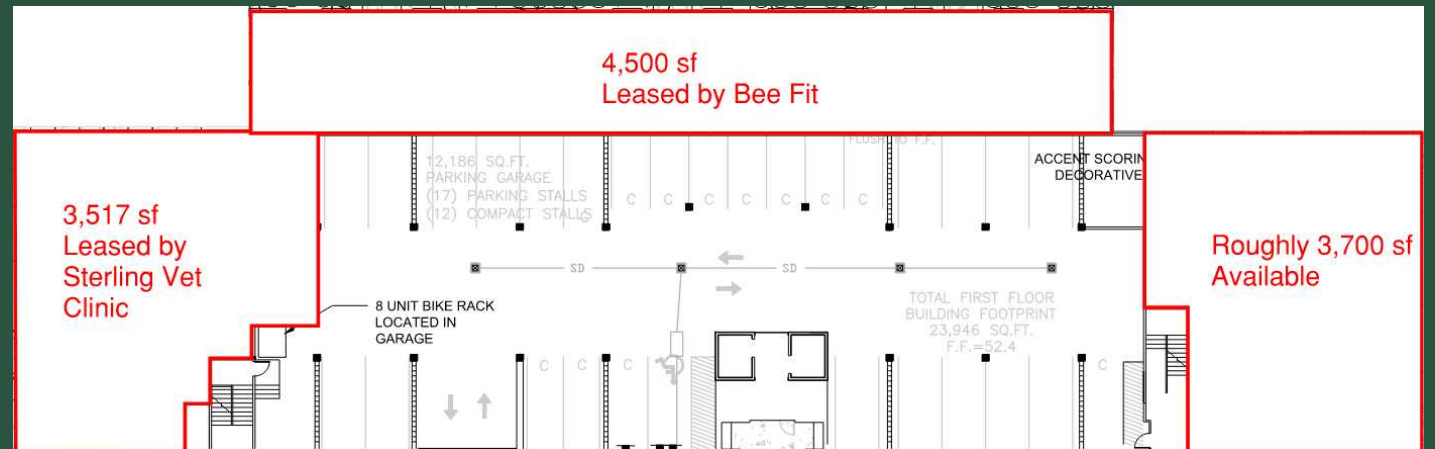 4,500 sf
Leased by Bee Fit
FLUSH TO F.F.
12,186 SQ.FT.
PARKING GARAGE
(17) PARKING STALLS
(12) COMPACT STALLS
ACCENT SCORIN
DECORATIVE
C C C C C C C
C
3,517 sf
Leased by
Sterling Vet
Clinic
Roughly 3,700 sf
Available
SD SD
8 UNIT BIKE RACK
LOCATED IN
GARAGE
TOTAL FIRST FLOOR
BUILDING FOOTPRINT
23,946 SQ.FT.
F.F.=52.4
C C C C